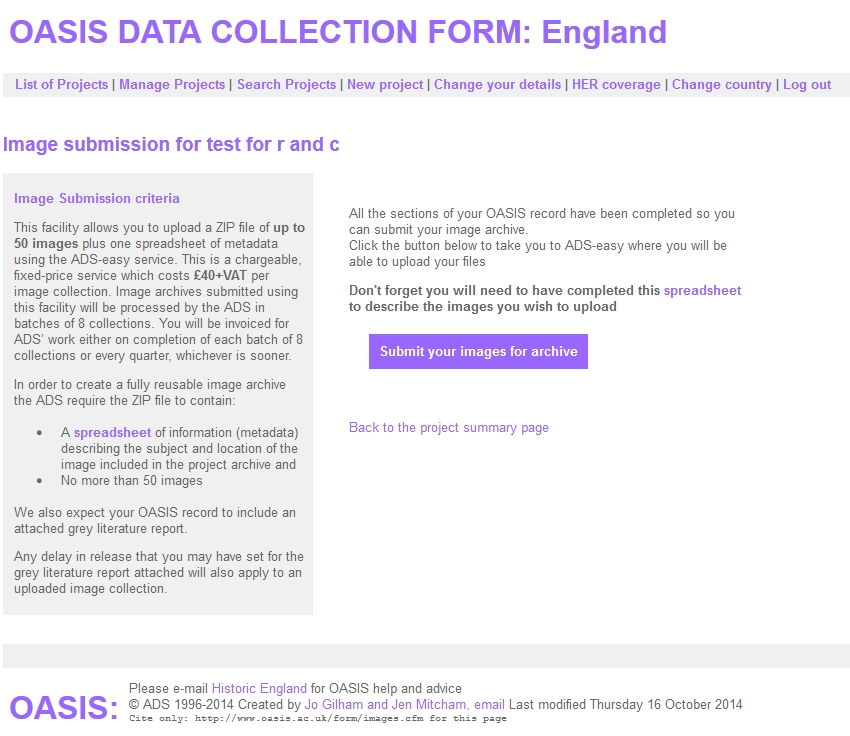 OASIS DATA COLLECTION FORM: England
List of Projects | Manage Projects | Search Projects | New project | Change your details | HER coverage | Change country | Log out
Image submission for test for r and c
Image Submission criteria
This facility allows you to upload a ZIP file of up to
50 images plus one spreadsheet of metadata
using the ADS-easy service. This is a chargeable,
fixed-price service which costs £40+VAT per
image collection. Image archives submitted using
this facility will be processed by the ADS in
batches of 8 collections. You will be invoiced for
ADS' work either on completion of each batch of 8
collections or every quarter, whichever is sooner.
In order to create a fully reusable image archive
the ADS require the ZIP file to contain:
• A spreadsheet of information (metadata)
describing the subject and location of the
image included in the project archive and
• No more than 50 images
We also expect your OASIS record to include an
attached grey literature report.
Any delay in release that you may have set for the
grey literature report attached will also apply to an
uploaded image collection.
All the sections of your OASIS record have been completed so you
can submit your image archive.
Click the button below to take you to ADS-easy where you will be
able to upload your files
Don't forget you will need to have completed this spreadsheet
to describe the images you wish to upload
Submit your images for archive
Back to the project summary page
OASIS:
Please e-mail Historic England for OASIS help and advice
© ADS 1996-2014 Created by Jo Gilham and Jen Mitcham, email Last modified Thursday 16 October 2014
Cite only: http://www.oasis.ac.uk/form/images.cfm for this page